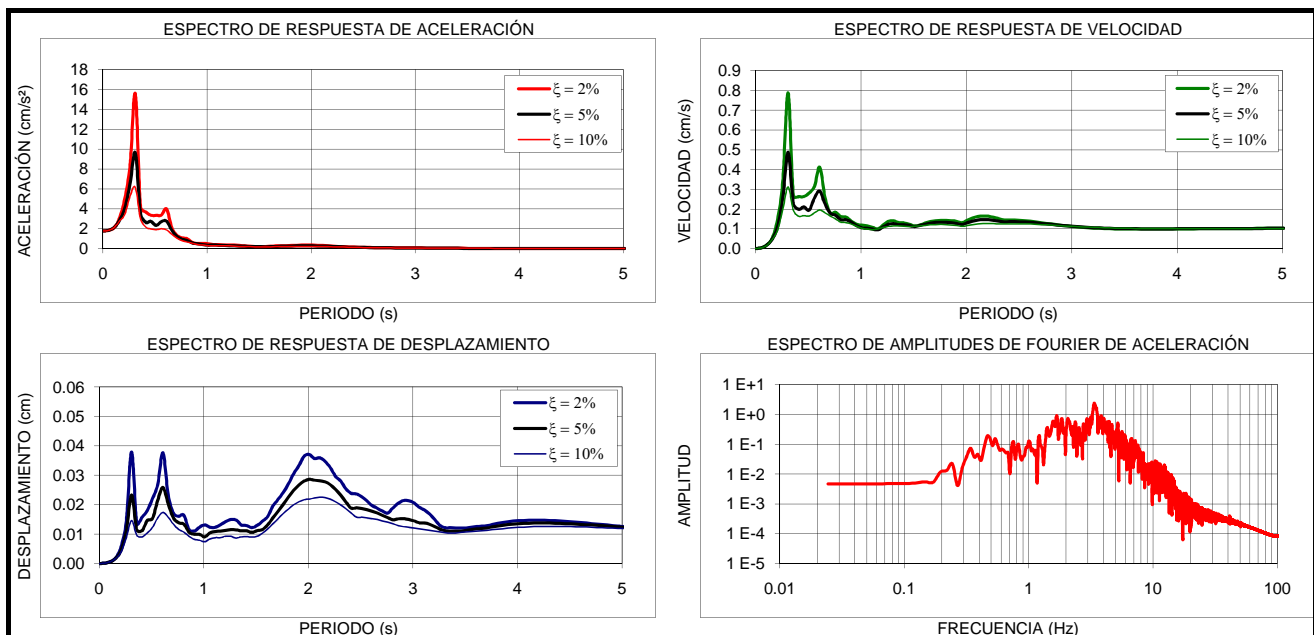 ESPECTRO DE RESPUESTA DE ACELERACIÓN
ACELERACIÓN (cm/s²)
18
16
14
12
10
8
6
4
2
0
ξ = 2%
ξ = 5%
ξ = 10%
0 1 2 3 4 5
PERIODO (s)
ESPECTRO DE RESPUESTA DE VELOCIDAD
VELOCIDAD (cm/s)
0.9
0.8
0.7
0.6
0.5
0.4
0.3
0.2
0.1
0.0
ξ = 2%
ξ = 5%
ξ = 10%
0 1 2 3 4 5
PERIODO (s)
ESPECTRO DE RESPUESTA DE DESPLAZAMIENTO
DESPLAZAMIENTO (cm)
0.06
0.05
0.04
0.03
0.02
0.01
0.00
ξ = 2%
ξ = 5%
ξ = 10%
0 1 2 3 4 5
PERIODO (s)
ESPECTRO DE AMPLITUDES DE FOURIER DE ACELERACIÓN
AMPLITUD
1 E+1
1 E+0
1 E-1
1 E-2
1 E-3
1 E-4
1 E-5
0.01 0.1 1 10 100
FRECUENCIA (Hz)